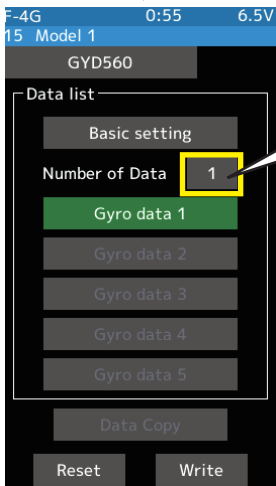 F-4G 0:55 6.5V
15 Model 1
GYD560
Data list
Basic setting
Number of Data 1
Gyro data 1
Gyro data 2
Gyro data 3
Gyro data 4
Gyro data 5
Data Copy
Reset Write